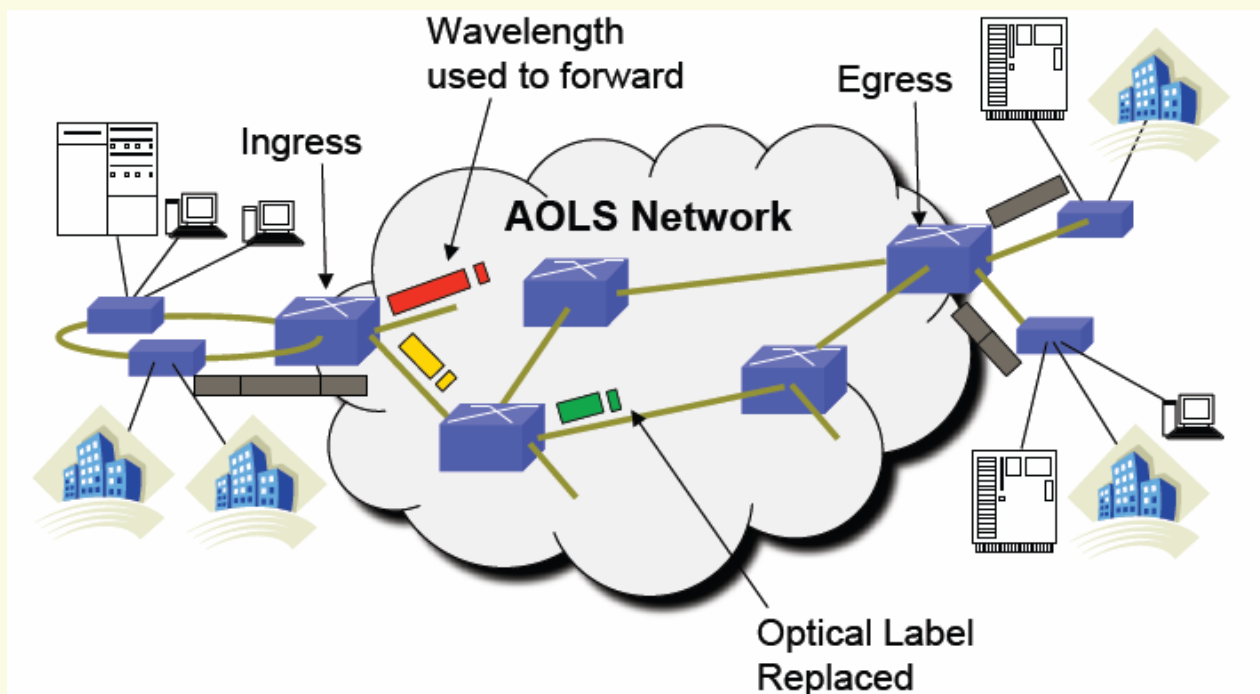 Wavelength
used to forward
Egress
Ingress
AOLS Network
Optical Label
Replaced